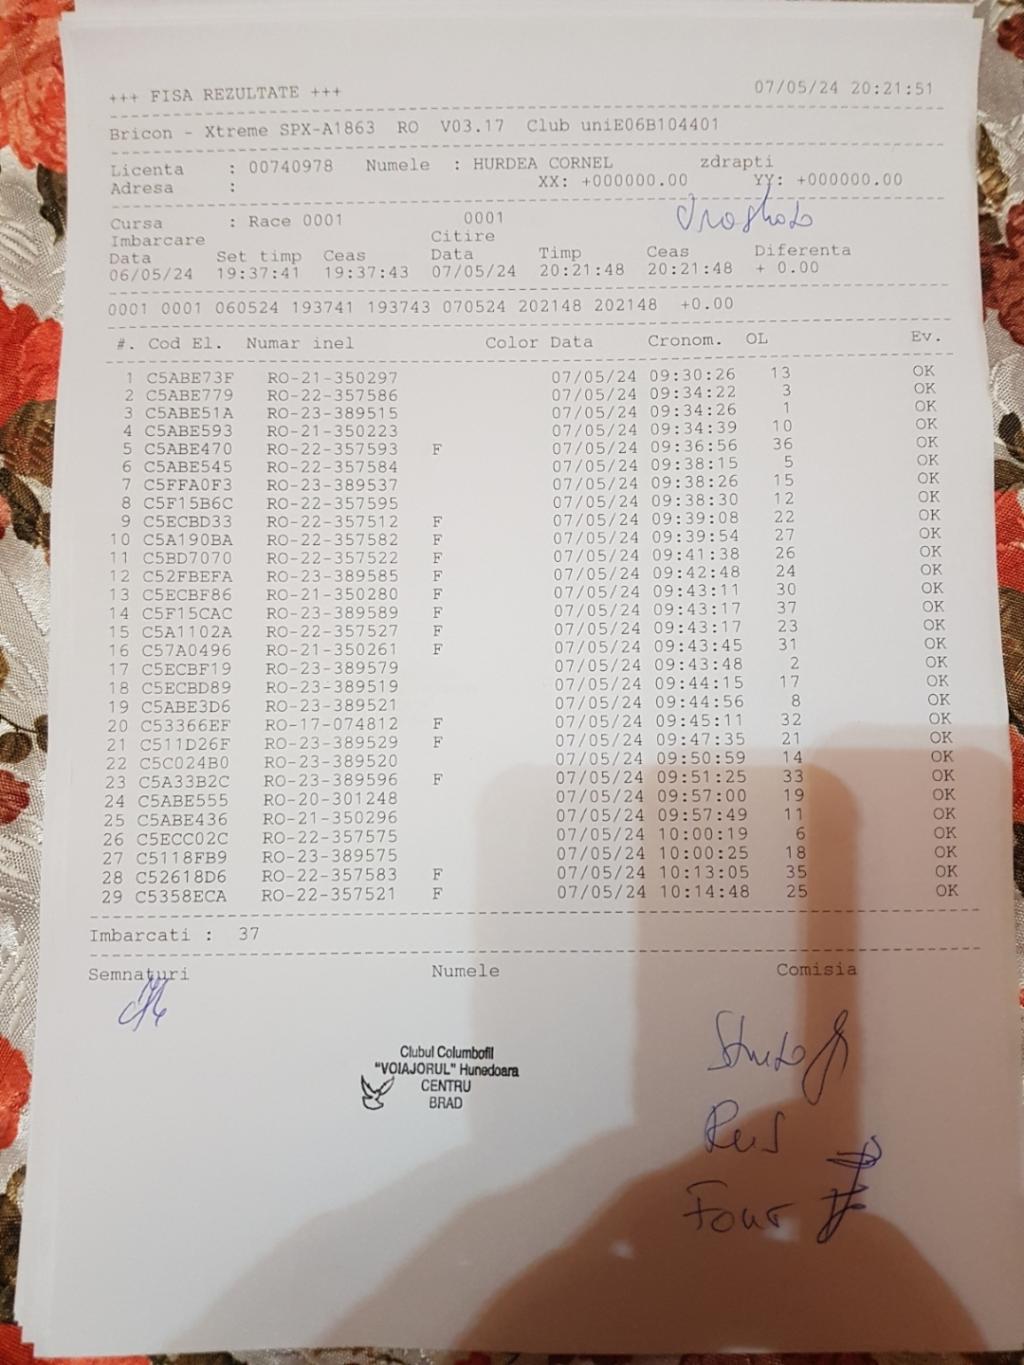 +++ FISA REZULTATE +++ 07/05/24 20:21:51
Bricon - Xtreme SPX-A1863 RO V03.17 Club uniE06B104401
Licenta : 00740978 Numele : HURDEA CORNEL zdrapti
Adresa : XX: +000000.00 YY: +000000.00
Cursa : Race 0001 0001
Imbarcare Citire
Data Set timp Ceas Data Timp Ceas Diferenta
06/05/24 19:37:41 19:37:43 07/05/24 20:21:48 20:21:48 + 0.00
0001 0001 060524 193741 193743 070524 202148 202148 +0.00
#. Cod El. Numar inel Color Data Cronom. OL Ev.
1 C5ABE73F RO-21-350297 07/05/24 09:30:26 13 OK
2 C5ABE779 RO-22-357586 07/05/24 09:34:22 3 OK
3 C5ABE51A RO-23-389515 07/05/24 09:34:26 1 OK
4 C5ABE593 RO-21-350223 07/05/24 09:34:39 10 OK
5 C5ABE470 RO-22-357593 F 07/05/24 09:36:56 36 OK
6 C5ABE545 RO-22-357584 07/05/24 09:38:15 5 OK
7 C5FFA0F3 RO-23-389537 07/05/24 09:38:26 15 OK
8 C5F15B6C RO-22-357595 07/05/24 09:38:30 12 OK
9 C5ECBD33 RO-22-357512 F 07/05/24 09:39:08 22 OK
10 C5A190BA RO-22-357582 F 07/05/24 09:39:54 27 OK
11 C5BD7070 RO-22-357522 F 07/05/24 09:41:38 26 OK
12 C52FBEFA RO-23-389585 F 07/05/24 09:42:48 24 OK
13 C5ECBF86 RO-21-350280 F 07/05/24 09:43:11 30 OK
14 C5F15CAC RO-23-389589 F 07/05/24 09:43:17 37 OK
15 C5A1102A RO-22-357527 F 07/05/24 09:43:17 23 OK
16 C57A0496 RO-21-350261 F 07/05/24 09:43:45 31 OK
17 C5ECBF19 RO-23-389579 07/05/24 09:43:48 2 OK
18 C5ECBD89 RO-23-389519 07/05/24 09:44:15 17 OK
19 C5ABE3D6 RO-23-389521 07/05/24 09:44:56 8 OK
20 C53366EF RO-17-074812 F 07/05/24 09:45:11 32 OK
21 C511D26F RO-23-389529 F 07/05/24 09:47:35 21 OK
22 C5C024B0 RO-23-389520 07/05/24 09:50:59 14 OK
23 C5A33B2C RO-23-389596 F 07/05/24 09:51:25 33 OK
24 C5ABE555 RO-20-301248 07/05/24 09:57:00 19 OK
25 C5ABE436 RO-21-350296 07/05/24 09:57:49 11 OK
26 C5ECC02C RO-22-357575 07/05/24 10:00:19 6 OK
27 C5118FB9 RO-23-389575 07/05/24 10:00:25 18 OK
28 C52618D6 RO-22-357583 F 07/05/24 10:13:05 35 OK
29 C5358ECA RO-22-357521 F 07/05/24 10:14:48 25 OK
Imbarcati : 37
Semnaturi Numele Comisia
Clubul Columbofil
"VOIAJORUL" Hunedoara
CENTRU
BRAD